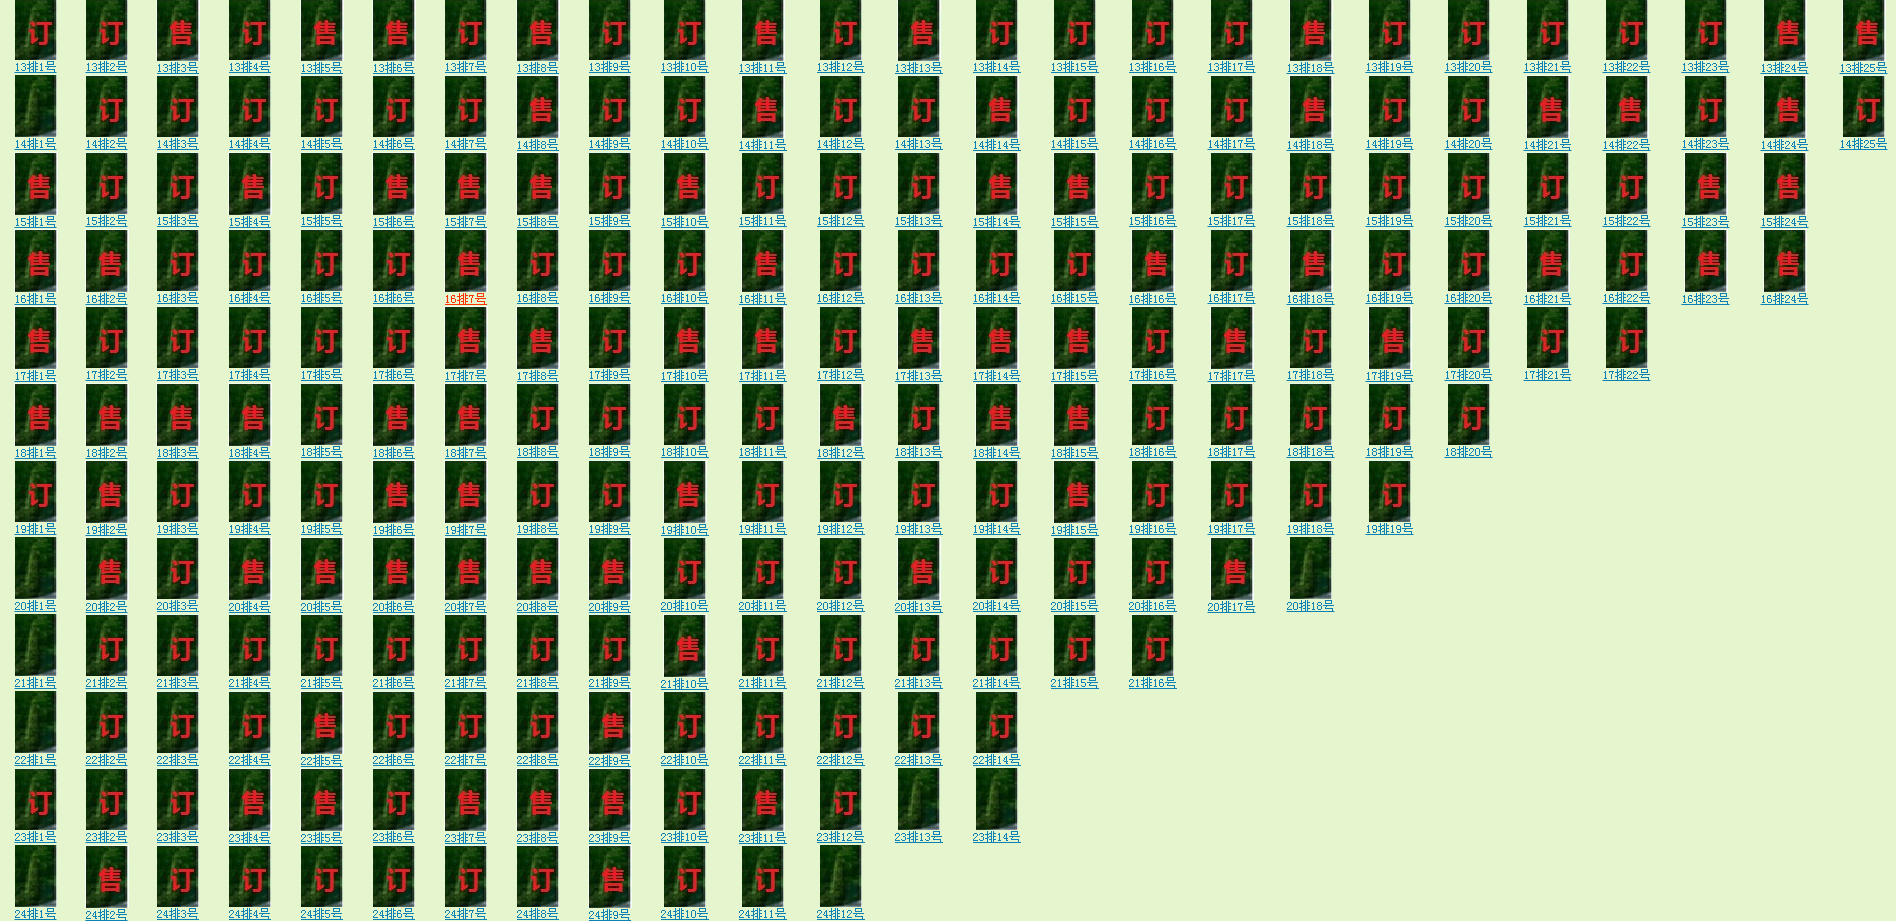 订 订 售 订 售 售 订 售 订 订 售 订 售 订 订 订 订 售 订 订 订 订 订 售 售
13排1号 13排2号 13排3号 13排4号 13排5号 13排6号 13排7号 13排8号 13排9号 13排10号 13排11号 13排12号 13排13号 13排14号 13排15号 13排16号 13排17号 13排18号 13排19号 13排20号 13排21号 13排22号 13排23号 13排24号 13排25号
订 订 订 订 订 订 售 订 订 售 订 订 售 订 订 订 售 订 订 售 售 订 售 订
14排1号 14排2号 14排3号 14排4号 14排5号 14排6号 14排7号 14排8号 14排9号 14排10号 14排11号 14排12号 14排13号 14排14号 14排15号 14排16号 14排17号 14排18号 14排19号 14排20号 14排21号 14排22号 14排23号 14排24号 14排25号
售 订 订 售 订 售 售 售 订 售 订 订 订 售 售 订 订 订 订 订 订 订 售 售
15排1号 15排2号 15排3号 15排4号 15排5号 15排6号 15排7号 15排8号 15排9号 15排10号 15排11号 15排12号 15排13号 15排14号 15排15号 15排16号 15排17号 15排18号 15排19号 15排20号 15排21号 15排22号 15排23号 15排24号
售 售 订 订 订 订 售 订 订 订 售 订 订 订 订 售 订 售 订 订 售 订 售 售
16排1号 16排2号 16排3号 16排4号 16排5号 16排6号 16排7号 16排8号 16排9号 16排10号 16排11号 16排12号 16排13号 16排14号 16排15号 16排16号 16排17号 16排18号 16排19号 16排20号 16排21号 16排22号 16排23号 16排24号
售 订 订 订 订 订 售 售 订 售 售 订 售 售 售 订 售 订 售 订 订 订
17排1号 17排2号 17排3号 17排4号 17排5号 17排6号 17排7号 17排8号 17排9号 17排10号 17排11号 17排12号 17排13号 17排14号 17排15号 17排16号 17排17号 17排18号 17排19号 17排20号 17排21号 17排22号
售 售 售 售 订 售 售 订 订 订 订 售 订 售 售 订 订 订 订 订
18排1号 18排2号 18排3号 18排4号 18排5号 18排6号 18排7号 18排8号 18排9号 18排10号 18排11号 18排12号 18排13号 18排14号 18排15号 18排16号 18排17号 18排18号 18排19号 18排20号
订 售 订 订 订 售 售 订 订 售 订 订 订 订 售 订 订 订 订
19排1号 19排2号 19排3号 19排4号 19排5号 19排6号 19排7号 19排8号 19排9号 19排10号 19排11号 19排12号 19排13号 19排14号 19排15号 19排16号 19排17号 19排18号 19排19号
售 订 售 售 售 售 售 售 订 订 订 售 订 订 订 售
20排1号 20排2号 20排3号 20排4号 20排5号 20排6号 20排7号 20排8号 20排9号 20排10号 20排11号 20排12号 20排13号 20排14号 20排15号 20排16号 20排17号 20排18号
订 订 订 订 订 订 订 订 售 订 订 订 订 订 订
21排1号 21排2号 21排3号 21排4号 21排5号 21排6号 21排7号 21排8号 21排9号 21排10号 21排11号 21排12号 21排13号 21排14号 21排15号 21排16号
订 订 订 售 订 订 订 售 订 订 订 订 订
22排1号 22排2号 22排3号 22排4号 22排5号 22排6号 22排7号 22排8号 22排9号 22排10号 22排11号 22排12号 22排13号 22排14号
订 订 订 售 售 订 售 售 售 订 售 订
23排1号 23排2号 23排3号 23排4号 23排5号 23排6号 23排7号 23排8号 23排9号 23排10号 23排11号 23排12号 23排13号 23排14号
售 订 订 订 订 订 订 售 订 订
24排1号 24排2号 24排3号 24排4号 24排5号 24排6号 24排7号 24排8号 24排9号 24排10号 24排11号 24排12号